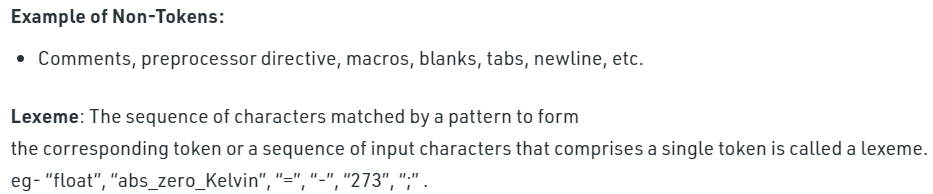 Example of Non-Tokens:
• Comments, preprocessor directive, macros, blanks, tabs, newline, etc.
Lexeme: The sequence of characters matched by a pattern to form
the corresponding token or a sequence of input characters that comprises a single token is called a lexeme.
eg- “float”, “abs_zero_Kelvin”, “=”, “-”, “273”, “;” .